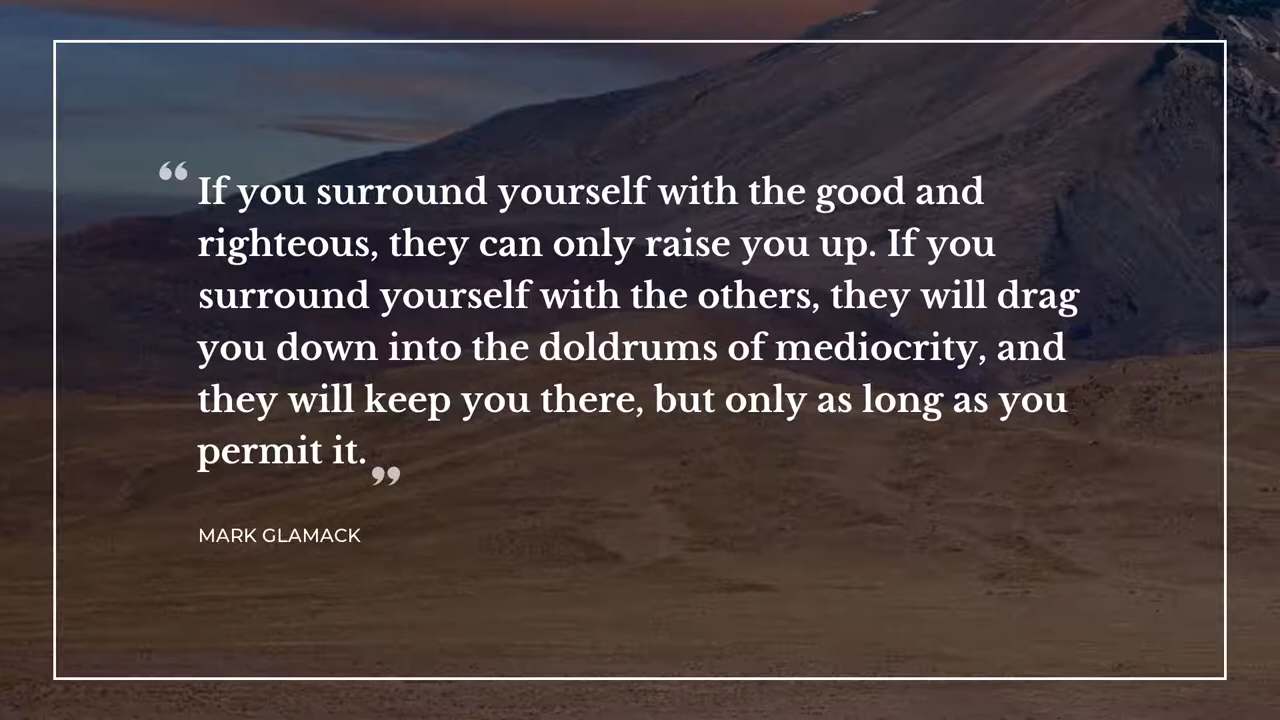 “If you surround yourself with the good and
righteous, they can only raise you up. If you
surround yourself with the others, they will drag
you down into the doldrums of mediocrity, and
they will keep you there, but only as long as you
permit it.”
MARK GLAMACK